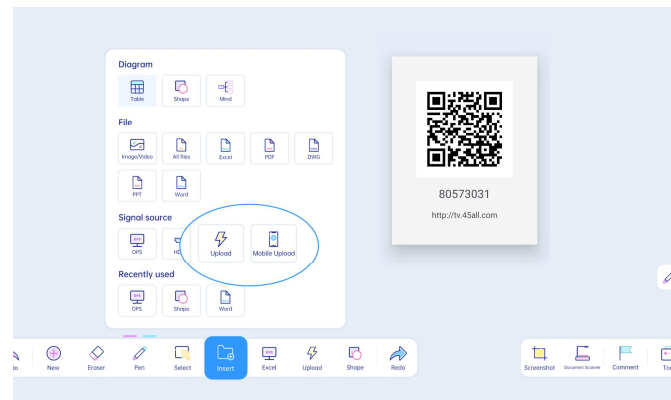 Diagram
Table Shape Mind
File
Image/Video All files Excel PDF DWG
PPT Word
Signal source
OPS Upload Mobile Upload
Recently used
OPS Shape Word
80573031
http://tv.45all.com
New Eraser Pen Select Insert Excel Upload Shape Redo
Screenshot Document Scanner Comment